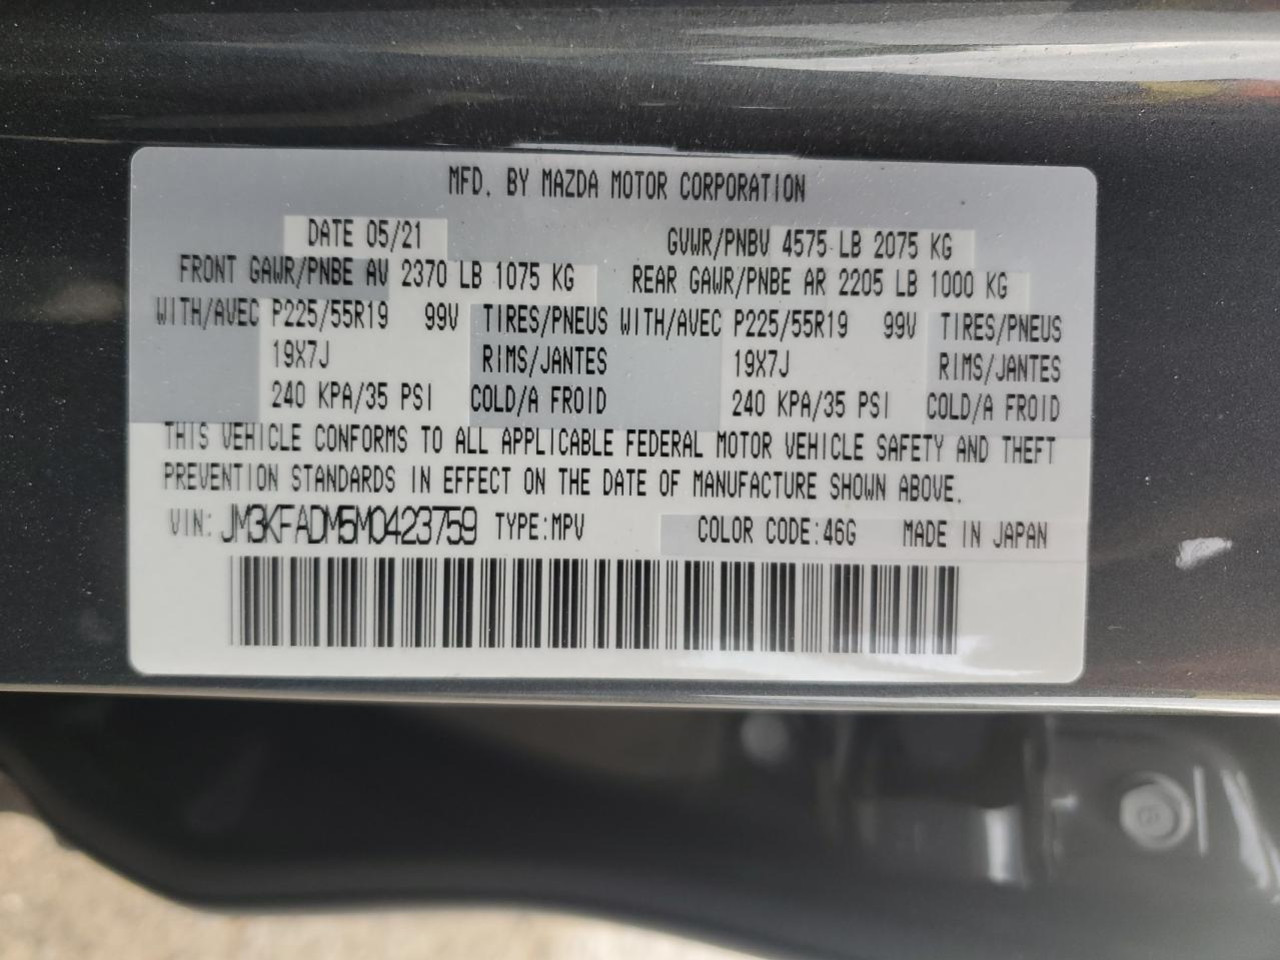 MFD. BY MAZDA MOTOR CORPORATION
DATE 05/21 GVWR/PNBV 4575 LB 2075 KG
FRONT GAWR/PNBE AV 2370 LB 1075 KG REAR GAWR/PNBE AR 2205 LB 1000 KG
WITH/AVEC P225/55R19 99V TIRES/PNEUS WITH/AVEC P225/55R19 99V TIRES/PNEUS
19X7J RIMS/JANTES 19X7J RIMS/JANTES
240 KPA/35 PSI COLD/A FROID 240 KPA/35 PSI COLD/A FROID
THIS VEHICLE CONFORMS TO ALL APPLICABLE FEDERAL MOTOR VEHICLE SAFETY AND THEFT
PREVENTION STANDARDS IN EFFECT ON THE DATE OF MANUFACTURE SHOWN ABOVE.
VIN: JM3KFADM5M0423759 TYPE:MPV COLOR CODE:46G MADE IN JAPAN